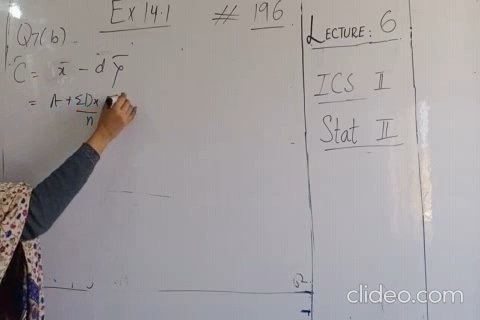 Ex 14.1 # 196
Q7(b).
C̄ = x̄ - d̄ ȳ
= A + ΣDx
n
LECTURE: 6
ICS II
Stat II
clideo.com